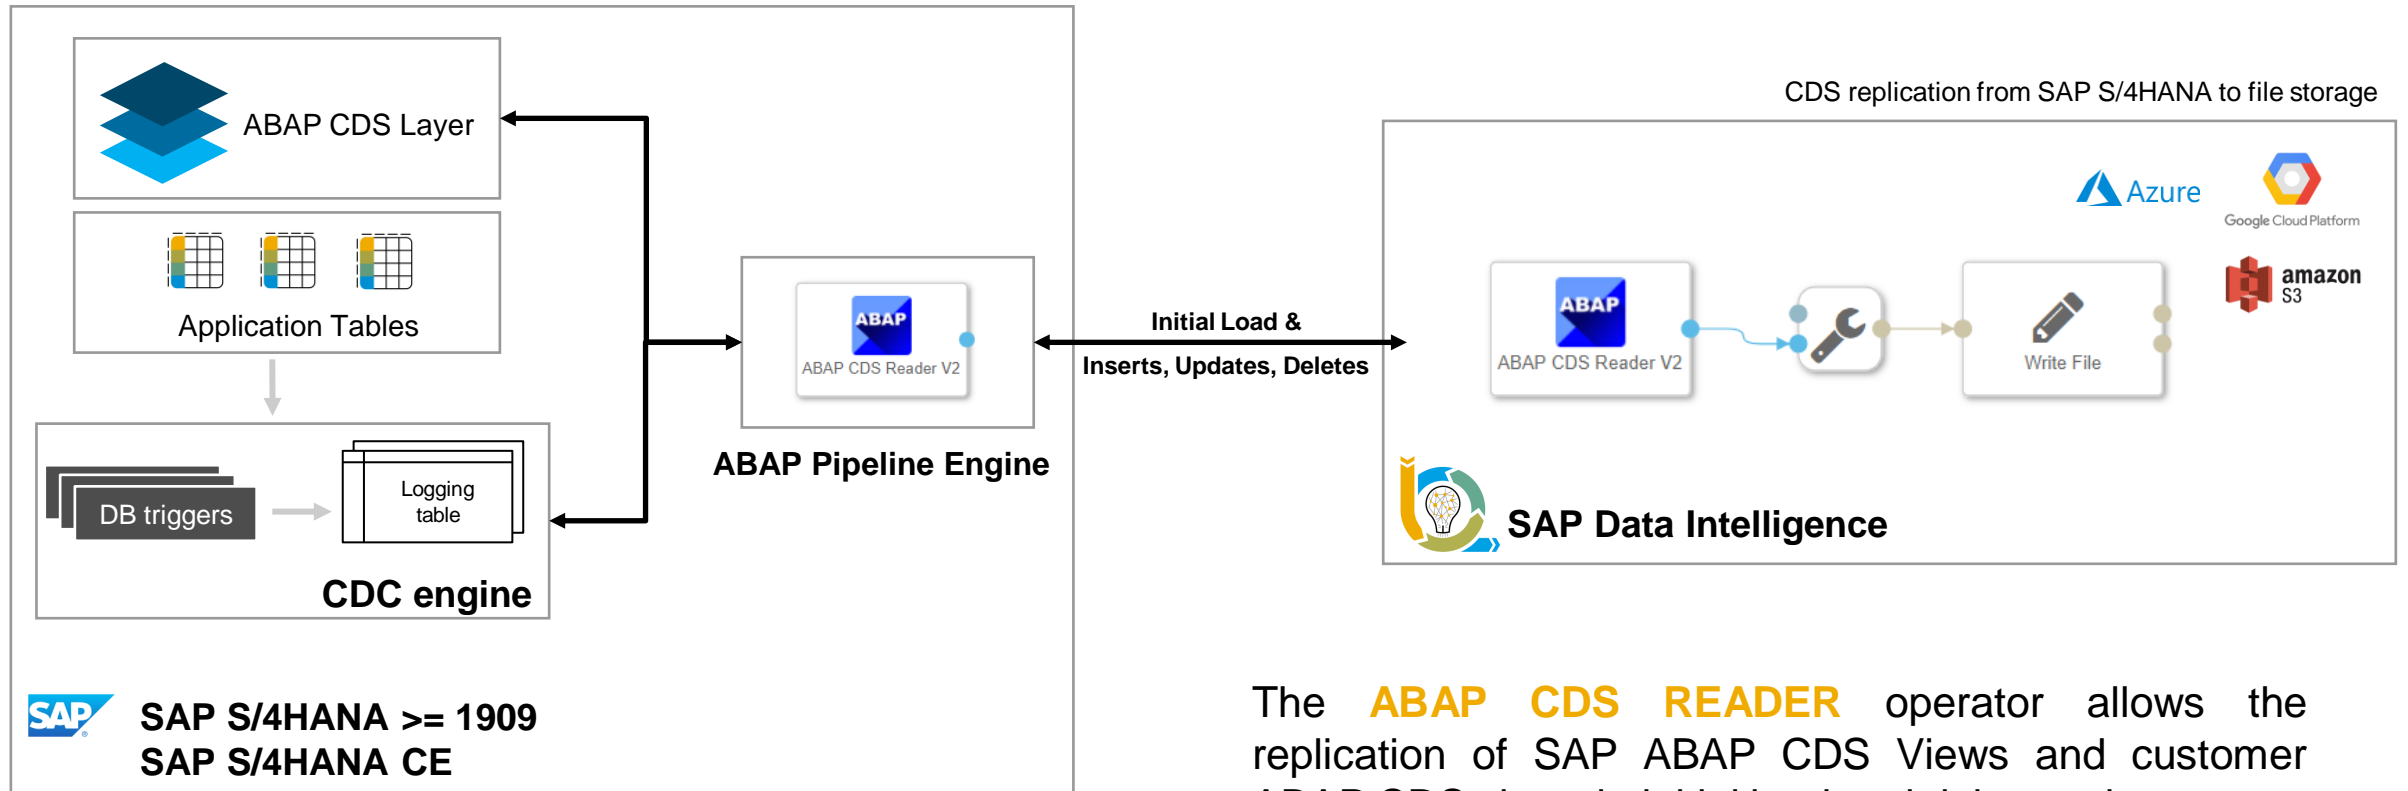 ABAP CDS Layer
Application Tables
DB triggers
Logging
table
CDC engine
SAP
SAP S/4HANA >= 1909
SAP S/4HANA CE
ABAP
ABAP CDS Reader V2
ABAP Pipeline Engine
Initial Load &
Inserts, Updates, Deletes
CDS replication from SAP S/4HANA to file storage
Azure
Google Cloud Platform
amazon
S3
ABAP
ABAP CDS Reader V2
Write File
SAP Data Intelligence
The ABAP CDS READER operator allows the
replication of SAP ABAP CDS Views and customer